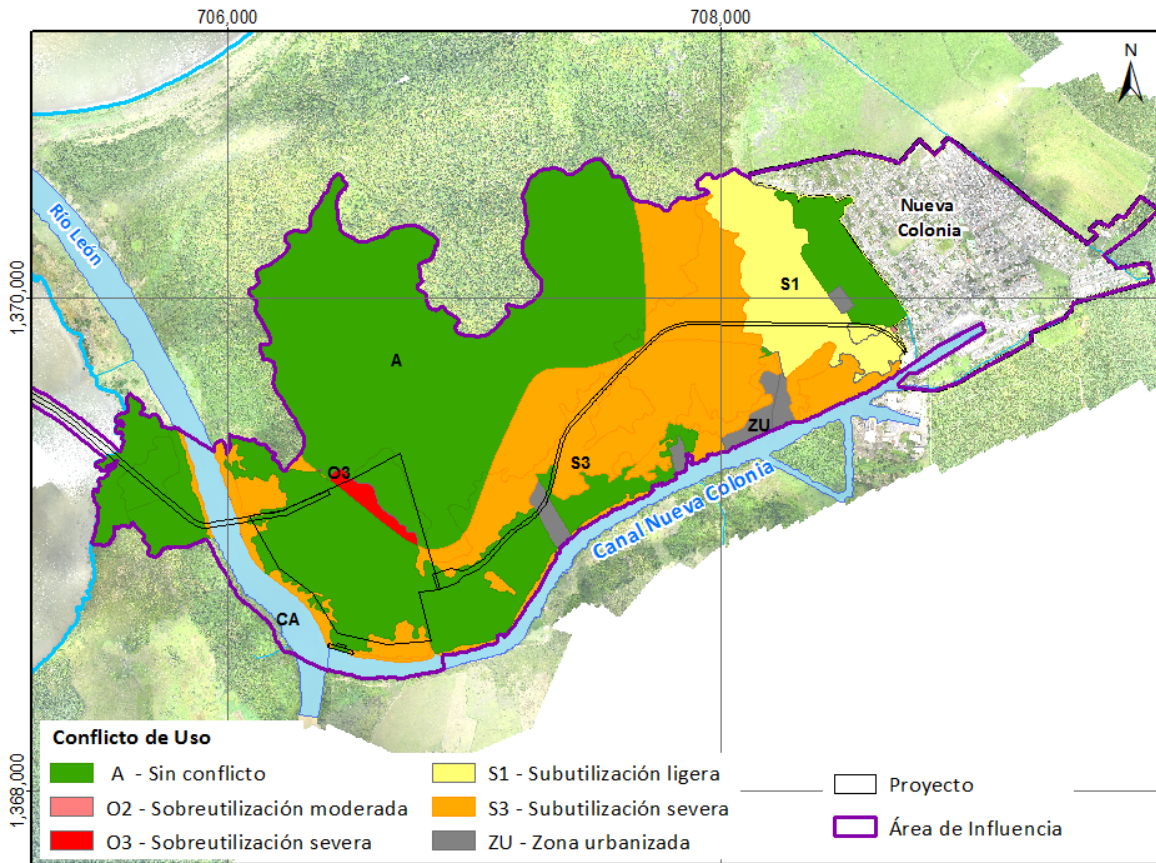 706,000
708,000
N
Río León
Nueva
Colonia
1,370,000
S1
A
O3
ZU
S3
Canal Nueva Colonia
CA
1,368,000
Conflicto de Uso
A - Sin conflicto
O2 - Sobreutilización moderada
O3 - Sobreutilización severa
S1 - Subutilización ligera
S3 - Subutilización severa
ZU - Zona urbanizada
Proyecto
Área de Influencia